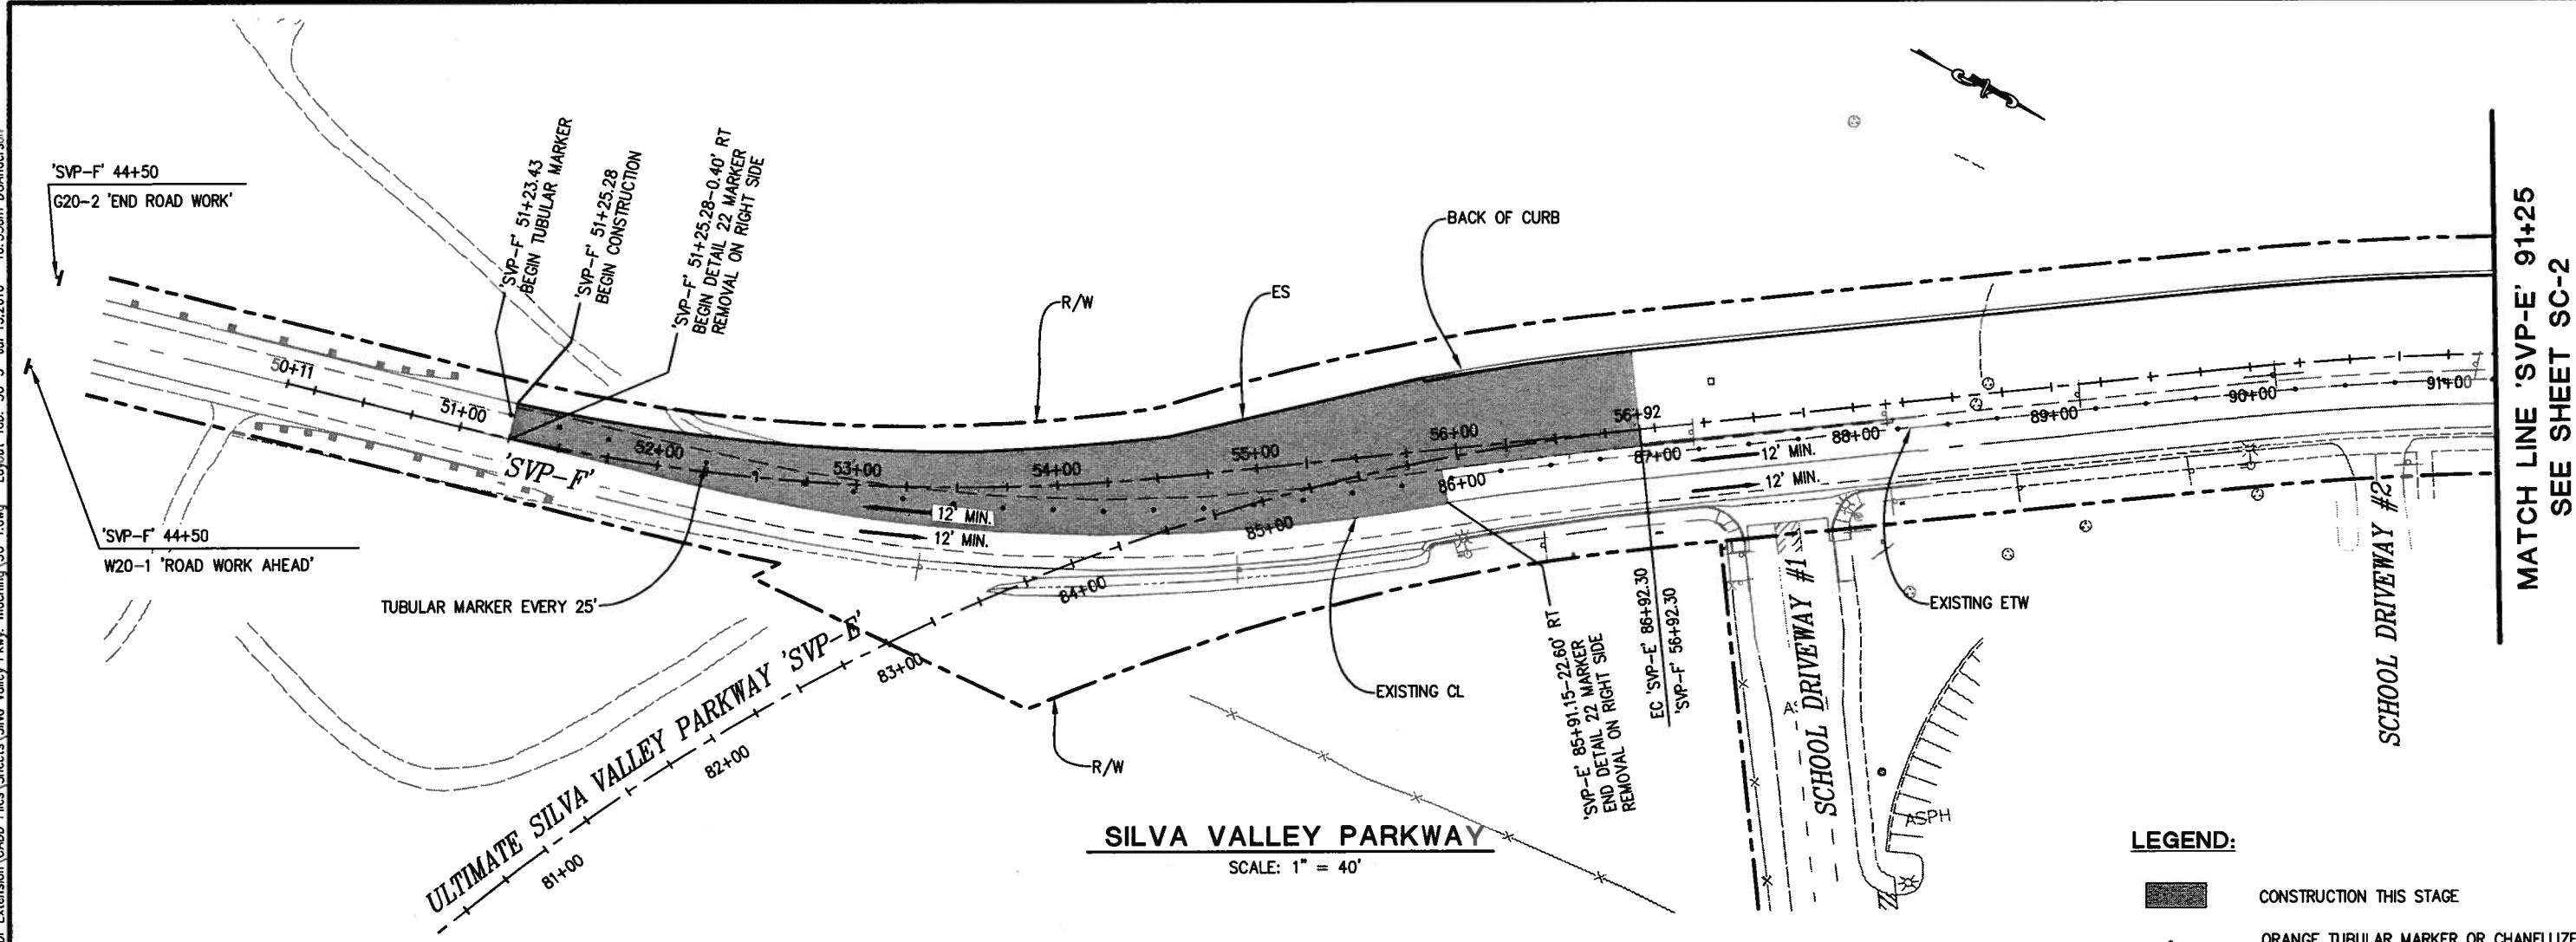 'SVP-F' 44+50
G20-2 'END ROAD WORK'
'SVP-F' 51+23.43
BEGIN TUBULAR MARKER
'SVP-F' 51+25.28
BEGIN CONSTRUCTION
'SVP-F' 51+25.28-0.40' RT
BEGIN DETAIL 22 MARKER
REMOVAL ON RIGHT SIDE
R/W
ES
BACK OF CURB
MATCH LINE 'SVP-E' 91+25
SEE SHEET SC-2
50+11
51+00
52+00
53+00
54+00
55+00
56+00
56+92
'SVP-F'
12' MIN.
12' MIN.
84+00
85+00
86+00
87+00
88+00
89+00
90+00
91+00
12' MIN.
12' MIN.
'SVP-F' 44+50
W20-1 'ROAD WORK AHEAD'
TUBULAR MARKER EVERY 25'
ULTIMATE SILVA VALLEY PARKWAY 'SVP-E'
81+00
82+00
83+00
R/W
EXISTING CL
'SVP-E' 85+91.15-22.60' RT
END DETAIL 22 MARKER
REMOVAL ON RIGHT SIDE
EC 'SVP-E' 86+92.30
'SVP-F' 56+92.30
SCHOOL DRIVEWAY #1
EXISTING ETW
SCHOOL DRIVEWAY #2
ASPH
SILVA VALLEY PARKWAY
SCALE: 1" = 40'
LEGEND:
CONSTRUCTION THIS STAGE
ORANGE TUBULAR MARKER OR CHANELLIZE